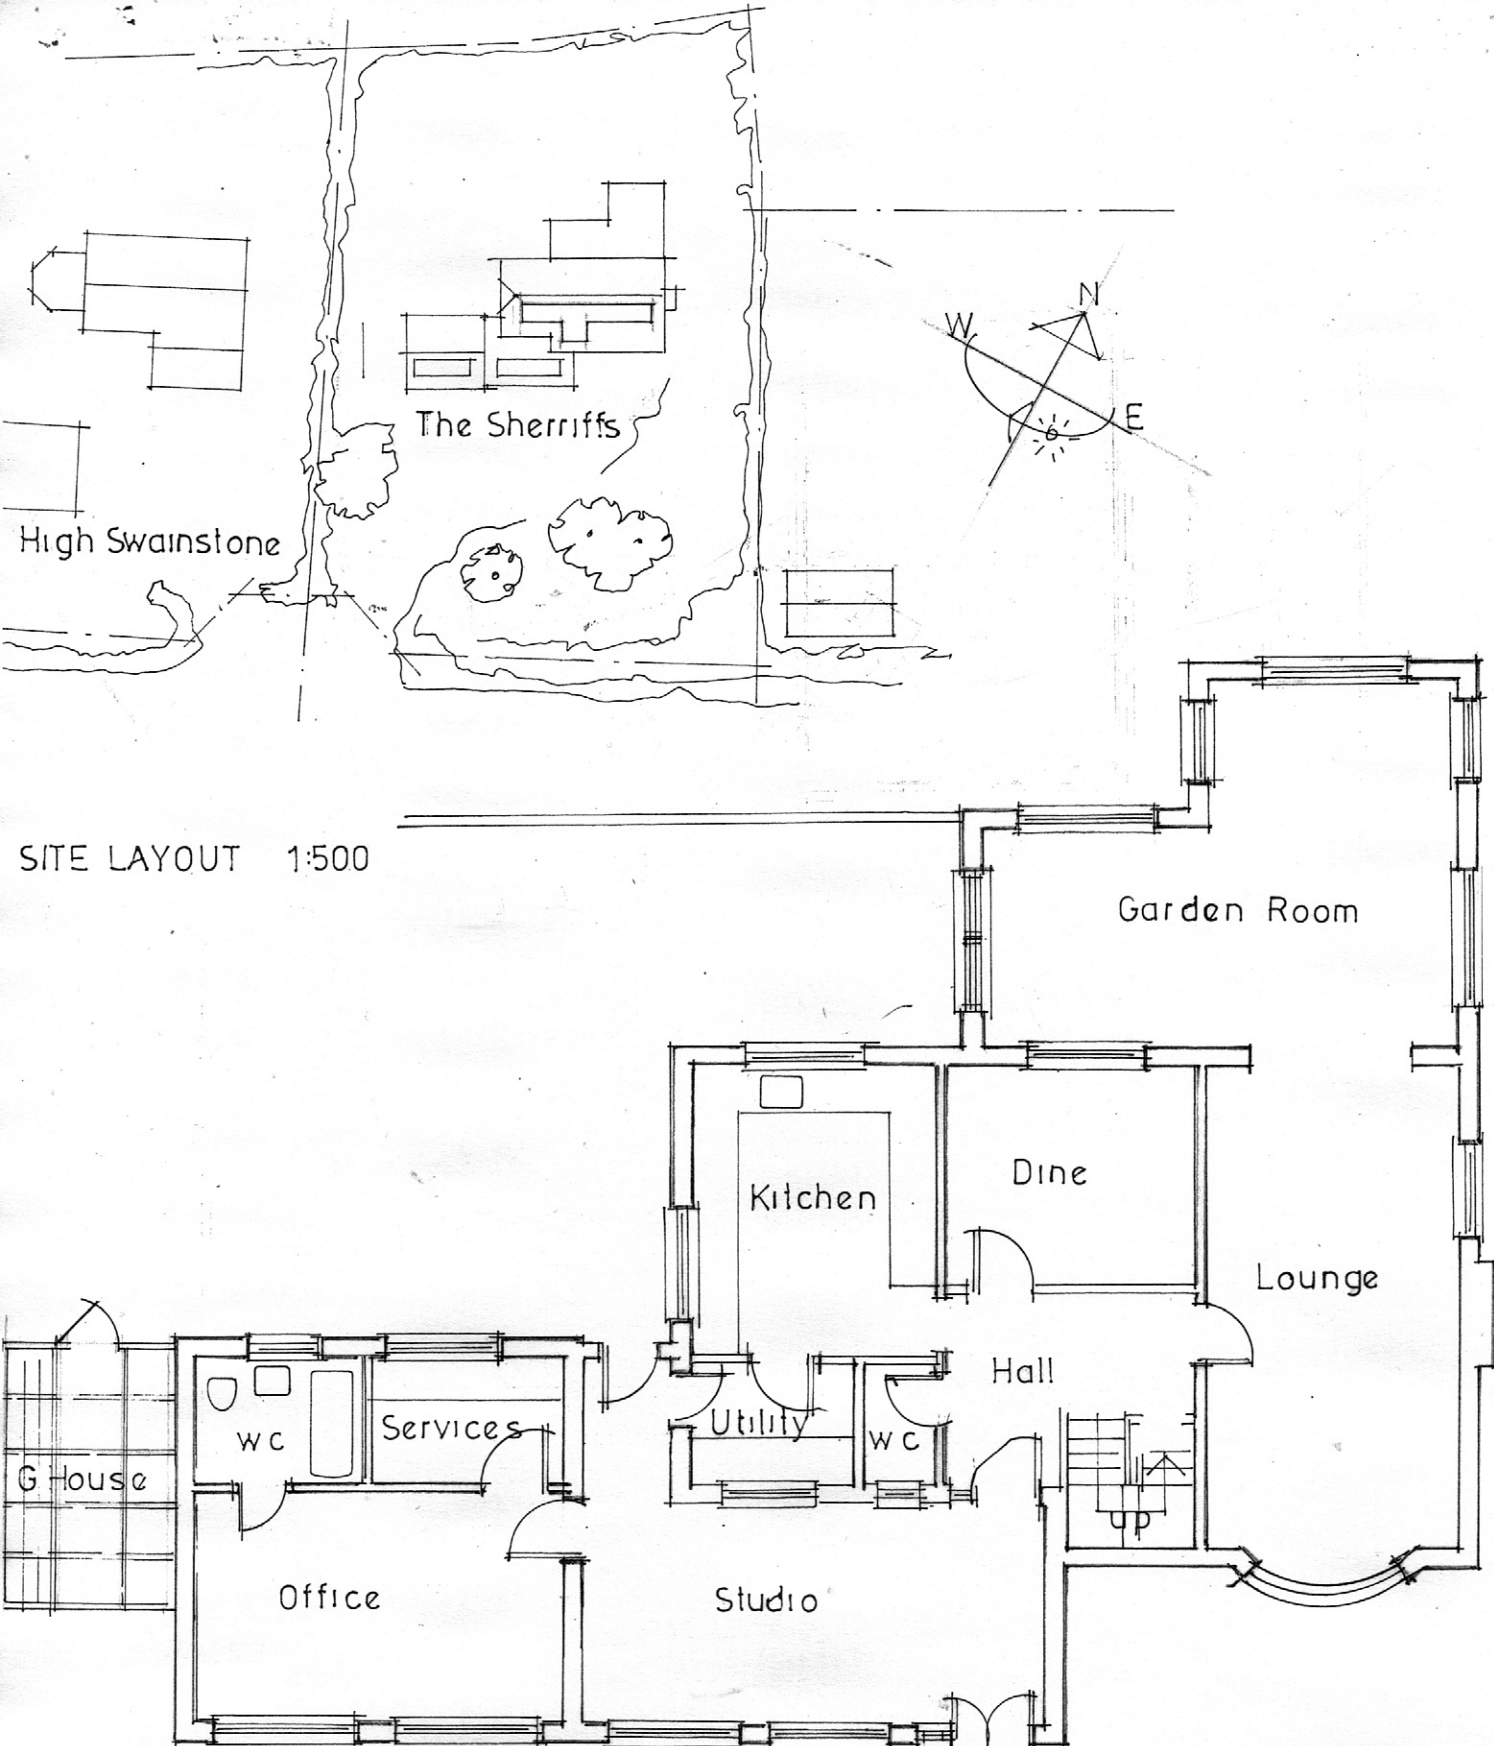 N
W
E
The Sherriffs
High Swainstone
SITE LAYOUT 1:500
Garden Room
Dine
Kitchen
Lounge
Hall
Utility
WC
Services
WC
G House
up
Office
Studio